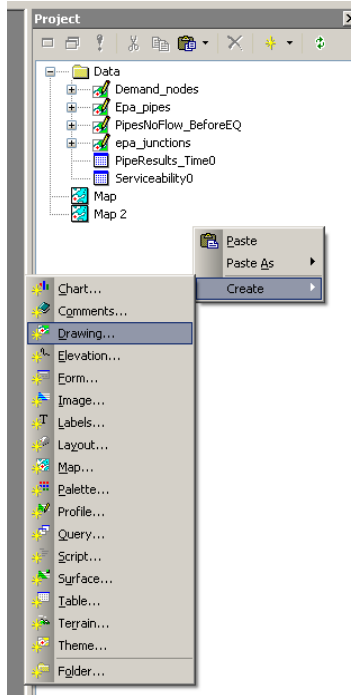 Project
Data
Demand_nodes
Epa_pipes
PipesNoFlow_BeforeEQ
epa_junctions
PipeResults_Time0
Serviceability0
Map
Map 2
Paste
Paste As
Create
Chart...
Comments...
Drawing...
Elevation...
Form...
Image...
Labels...
Layout...
Map...
Palette...
Profile...
Query...
Script...
Surface...
Table...
Terrain...
Theme...
Folder...